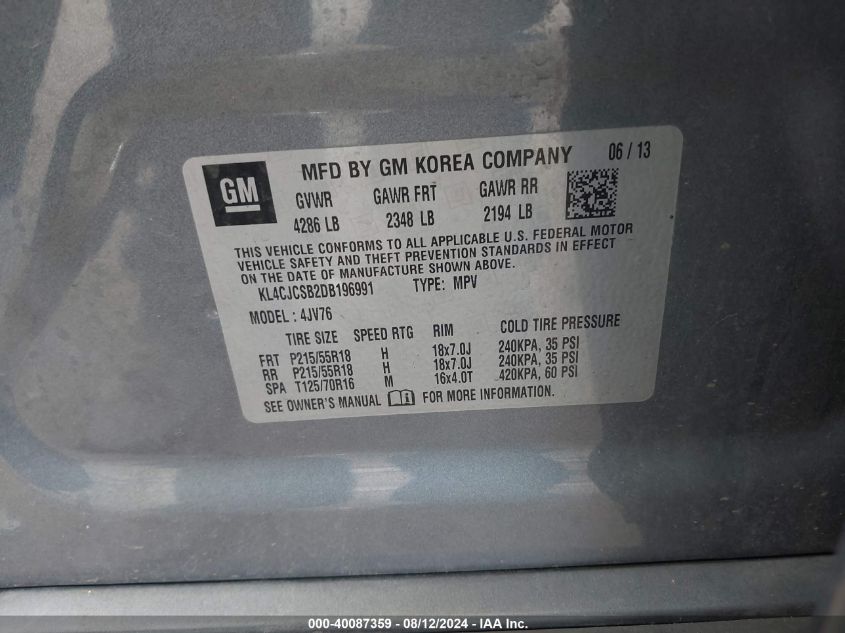 GM
MFD BY GM KOREA COMPANY 06 / 13
GVWR GAWR FRT GAWR RR
4286 LB 2348 LB 2194 LB
THIS VEHICLE CONFORMS TO ALL APPLICABLE U.S. FEDERAL MOTOR
VEHICLE SAFETY AND THEFT PREVENTION STANDARDS IN EFFECT
ON THE DATE OF MANUFACTURE SHOWN ABOVE.
KL4CJCSB2DB196991 TYPE: MPV
MODEL : 4JV76
TIRE SIZE SPEED RTG RIM COLD TIRE PRESSURE
FRT P215/55R18 H 18x7.0J 240KPA, 35 PSI
RR P215/55R18 H 18x7.0J 240KPA, 35 PSI
SPA T125/70R16 M 16x4.0T 420KPA, 60 PSI
SEE OWNER'S MANUAL FOR MORE INFORMATION.
000-40087359 - 08/12/2024 - IAA Inc.